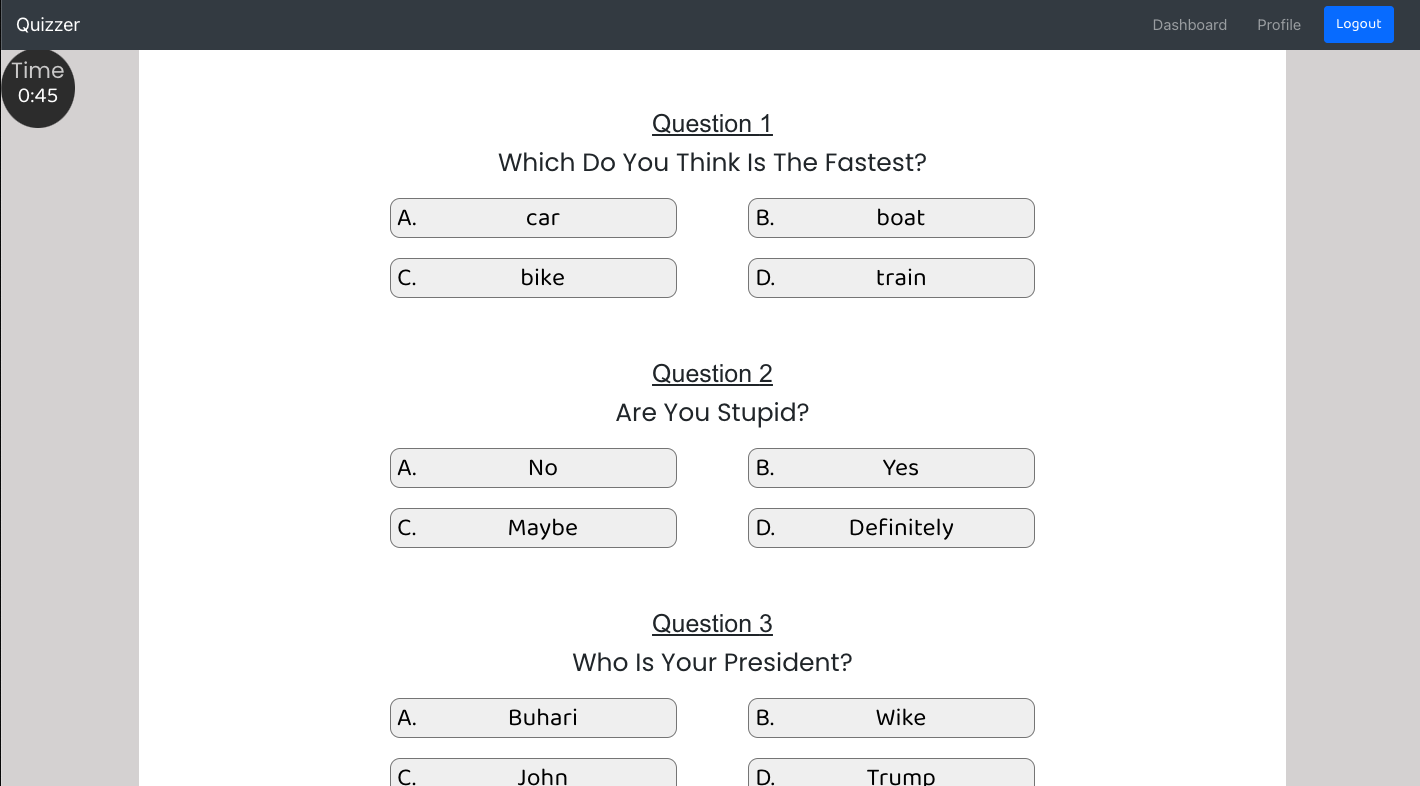 Quizzer Dashboard Profile Logout
Time
0:45
Question 1
Which Do You Think Is The Fastest?
A. car B. boat
C. bike D. train
Question 2
Are You Stupid?
A. No B. Yes
C. Maybe D. Definitely
Question 3
Who Is Your President?
A. Buhari B. Wike
C. John D. Trump